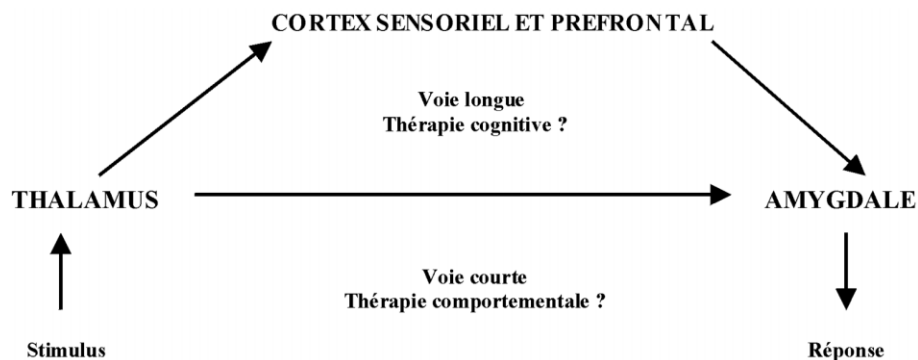 CORTEX SENSORIEL ET PREFRONTAL
Voie longue
Thérapie cognitive ?
THALAMUS
AMYGDALE
Voie courte
Thérapie comportementale ?
Stimulus
Réponse